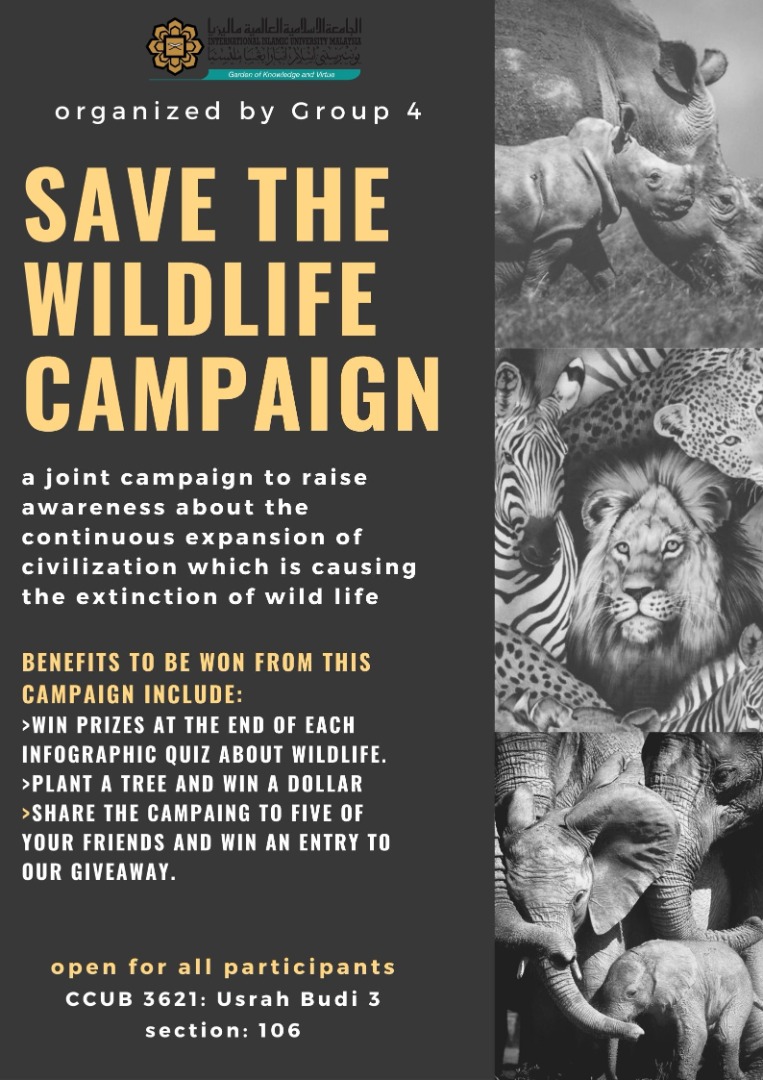 الجامعة الإسلامية العالمية ماليزيا
INTERNATIONAL ISLAMIC UNIVERSITY MALAYSIA
Garden of Knowledge and Virtue
organized by Group 4
SAVE THE
WILDLIFE
CAMPAIGN
a joint campaign to raise
awareness about the
continuous expansion of
civilization which is causing
the extinction of wild life
BENEFITS TO BE WON FROM THIS
CAMPAIGN INCLUDE:
>WIN PRIZES AT THE END OF EACH
INFOGRAPHIC QUIZ ABOUT WILDLIFE.
>PLANT A TREE AND WIN A DOLLAR
>SHARE THE CAMPAING TO FIVE OF
YOUR FRIENDS AND WIN AN ENTRY TO
OUR GIVEAWAY.
open for all participants
CCUB 3621: Usrah Budi 3
section: 106